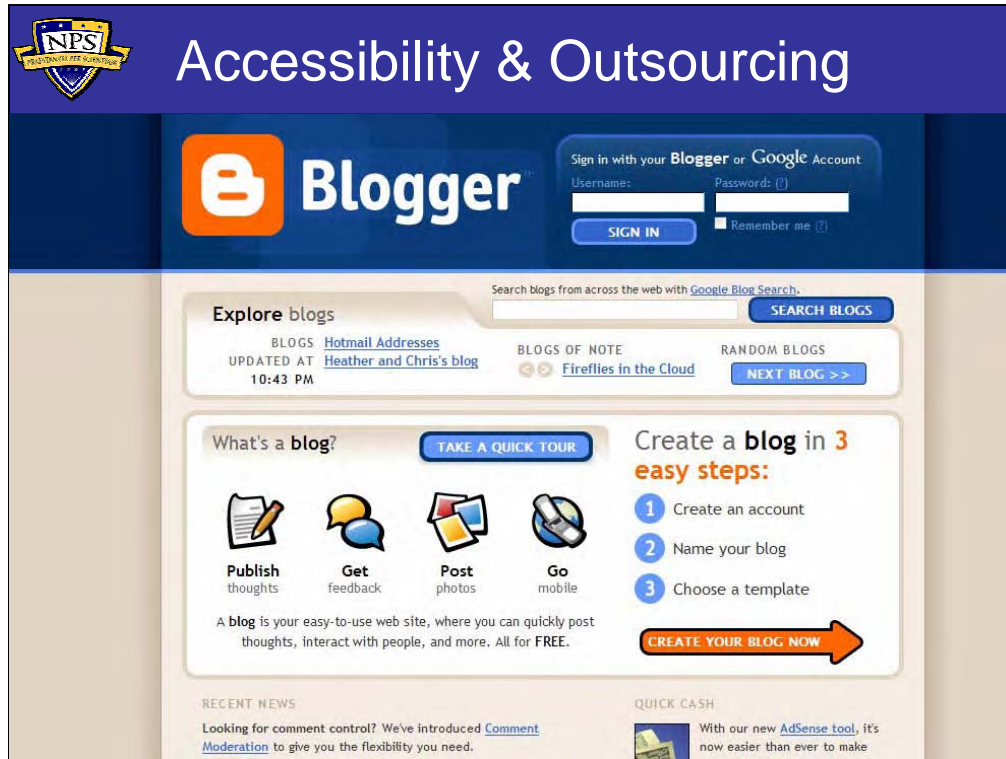 NPS
Accessibility & Outsourcing
Blogger™
Sign in with your Blogger or Google Account
Username:
Password: (?)
SIGN IN
Remember me (?)
Search blogs from across the web with Google Blog Search.
SEARCH BLOGS
Explore blogs
BLOGS
UPDATED AT
10:43 PM
Hotmail Addresses
Heather and Chris's blog
BLOGS OF NOTE
Fireflies in the Cloud
RANDOM BLOGS
NEXT BLOG >>
What's a blog?
TAKE A QUICK TOUR
Publish
thoughts
Get
feedback
Post
photos
Go
mobile
A blog is your easy-to-use web site, where you can quickly post
thoughts, interact with people, and more. All for FREE.
Create a blog in 3
easy steps:
1 Create an account
2 Name your blog
3 Choose a template
CREATE YOUR BLOG NOW
RECENT NEWS
Looking for comment control? We've introduced Comment
Moderation to give you the flexibility you need.
QUICK CASH
With our new AdSense tool, it's
now easier than ever to make